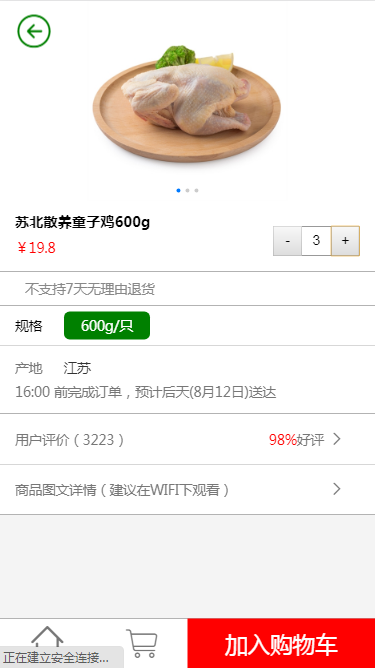 苏北散养童子鸡600g
￥19.8
- 3 +
不支持7天无理由退货
规格 600g/只
产地 江苏
16:00 前完成订单，预计后天(8月12日)送达
用户评价（3223） 98%好评
商品图文详情（建议在WIFI下观看）
正在建立安全连接...
加入购物车